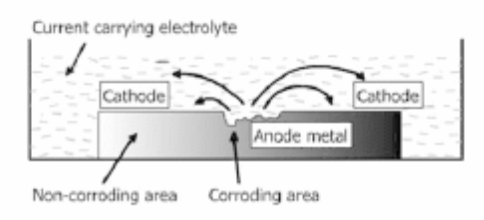 Current carrying electrolyte
Cathode
Cathode
Anode metal
Non-corroding area
Corroding area